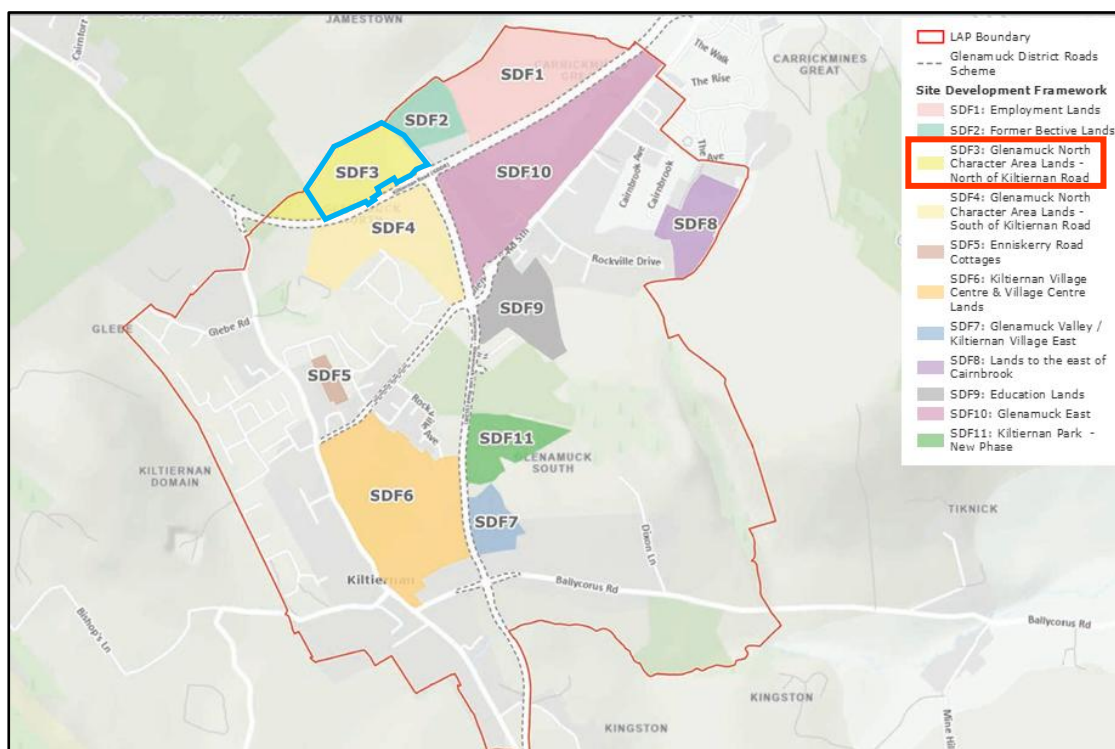 JAMESTOWN
Cairnfort
CARRICKMINES
GREAT
The Walk
The Rise
The Ave
SDF1
SDF2
SDF3
SDF10
Cairnbrook Ave
Cairnbrook
SDF4
SDF8
Rockville Drive
GLEBE
Glebe Rd
SDF9
SDF5
KILTIERNAN
DOMAIN
SDF11
GLENAMUCK
SOUTH
SDF6
SDF7
Dixon Ln
TIKNICK
Kiltiernan
Ballycorus Rd
Ballycorus Rd
Bishop's Ln
KINGSTON
KINGSTON
Mine Hill
LAP Boundary
Glenamuck District Roads
Scheme
Site Development Framework
SDF1: Employment Lands
SDF2: Former Bective Lands
SDF3: Glenamuck North
Character Area Lands -
North of Kiltiernan Road
SDF4: Glenamuck North
Character Area Lands -
South of Kiltiernan Road
SDF5: Enniskerry Road
Cottages
SDF6: Kiltiernan Village
Centre & Village Centre
Lands
SDF7: Glenamuck Valley /
Kiltiernan Village East
SDF8: Lands to the east of
Cairnbrook
SDF9: Education Lands
SDF10: Glenamuck East
SDF11: Kiltiernan Park -
New Phase